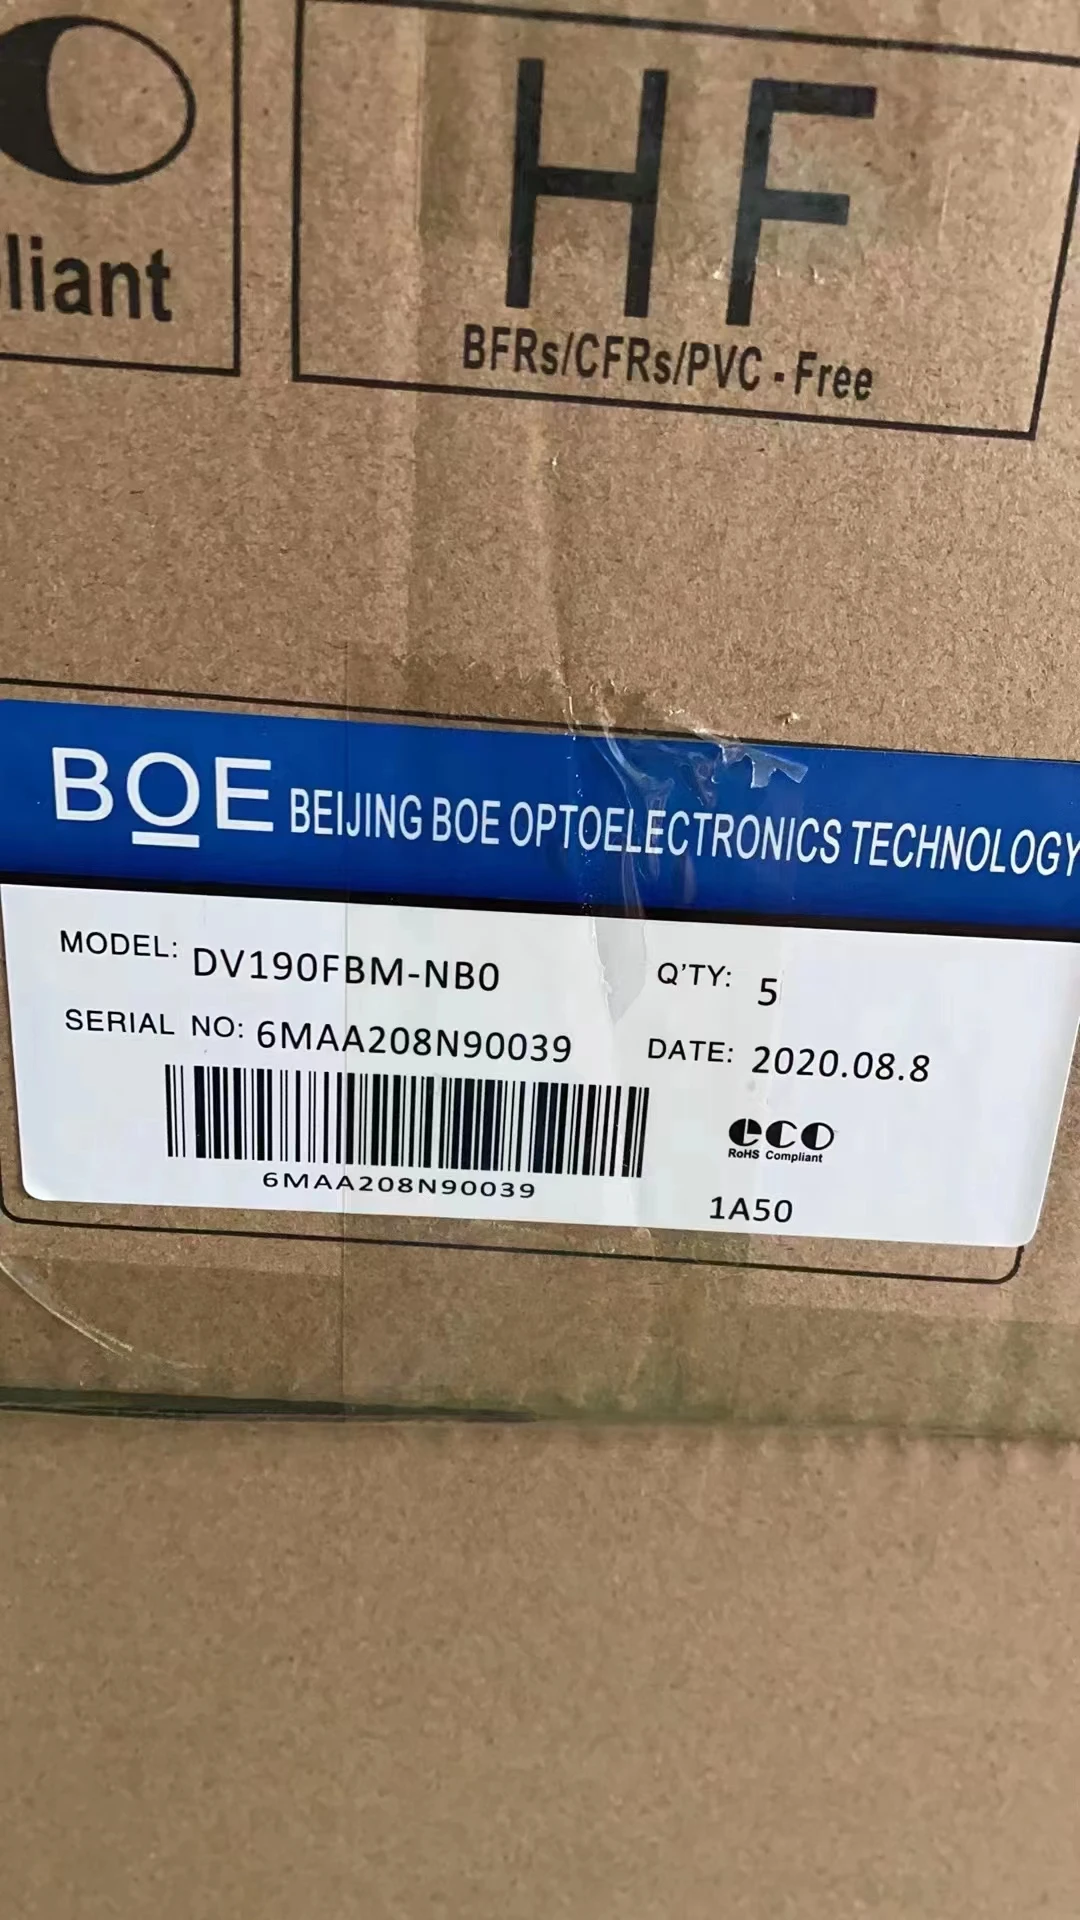 liant
HF
BFRs/CFRs/PVC - Free
BOE BEIJING BOE OPTOELECTRONICS TECHNOLOGY
MODEL: DV190FBM-NB0 Q'TY: 5
SERIAL NO: 6MAA208N90039 DATE: 2020.08.8
6MAA208N90039
eco
RoHS Compliant
1A50